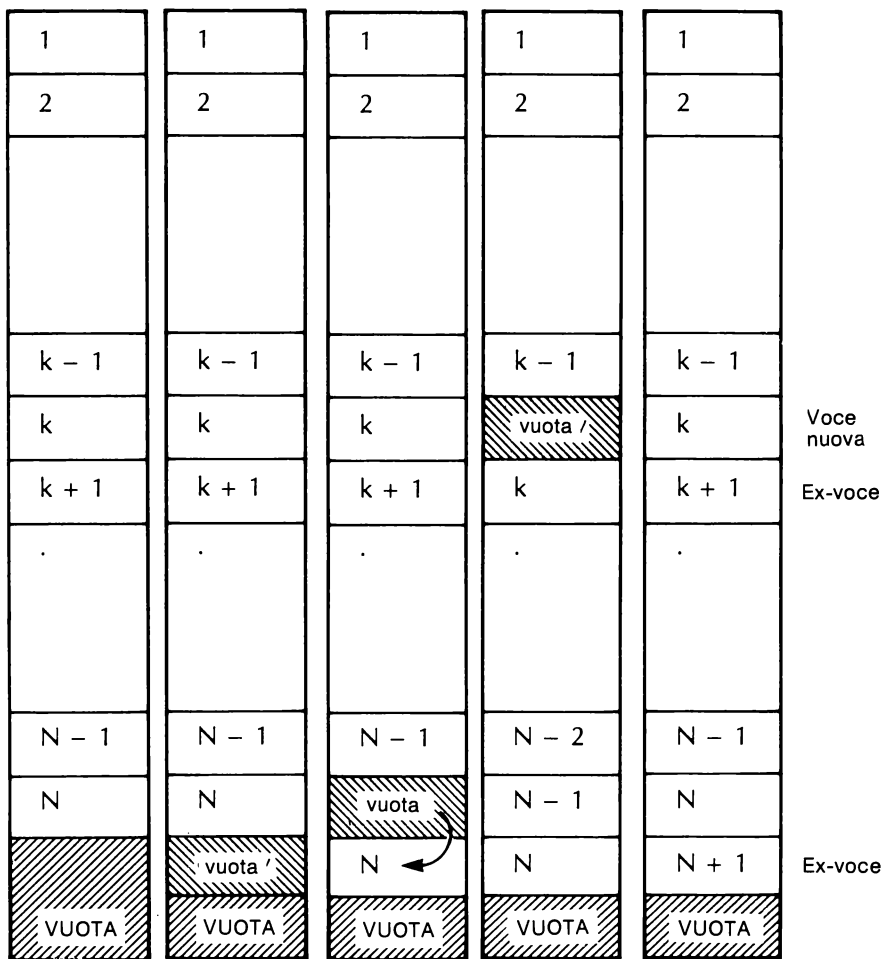 1 1 1 1 1
2 2 2 2 2
k – 1 k – 1 k – 1 k – 1 k – 1
k k k vuota k Voce
nuova
k + 1 k + 1 k + 1 k k + 1 Ex-voce
. . . . .
N – 1 N – 1 N – 1 N – 2 N – 1
N N vuota N – 1 N
vuota N N N + 1 Ex-voce
VUOTA VUOTA VUOTA VUOTA VUOTA